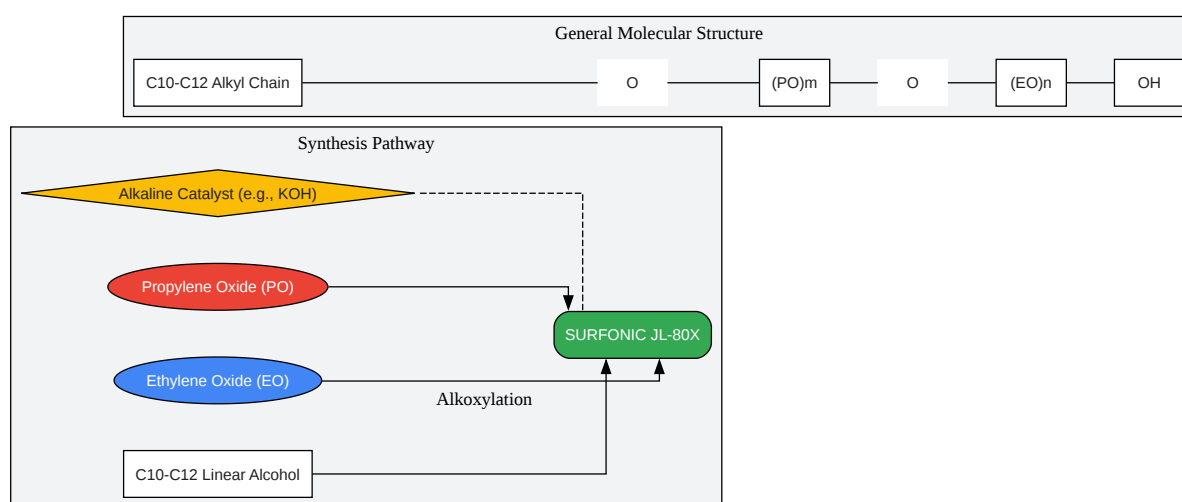 General Molecular Structure
C10-C12 Alkyl Chain
O
(PO)m
O
(EO)n
OH
Synthesis Pathway
Alkaline Catalyst (e.g., KOH)
Propylene Oxide (PO)
SURFONIC JL-80X
Ethylene Oxide (EO)
Alkoxylation
C10-C12 Linear Alcohol